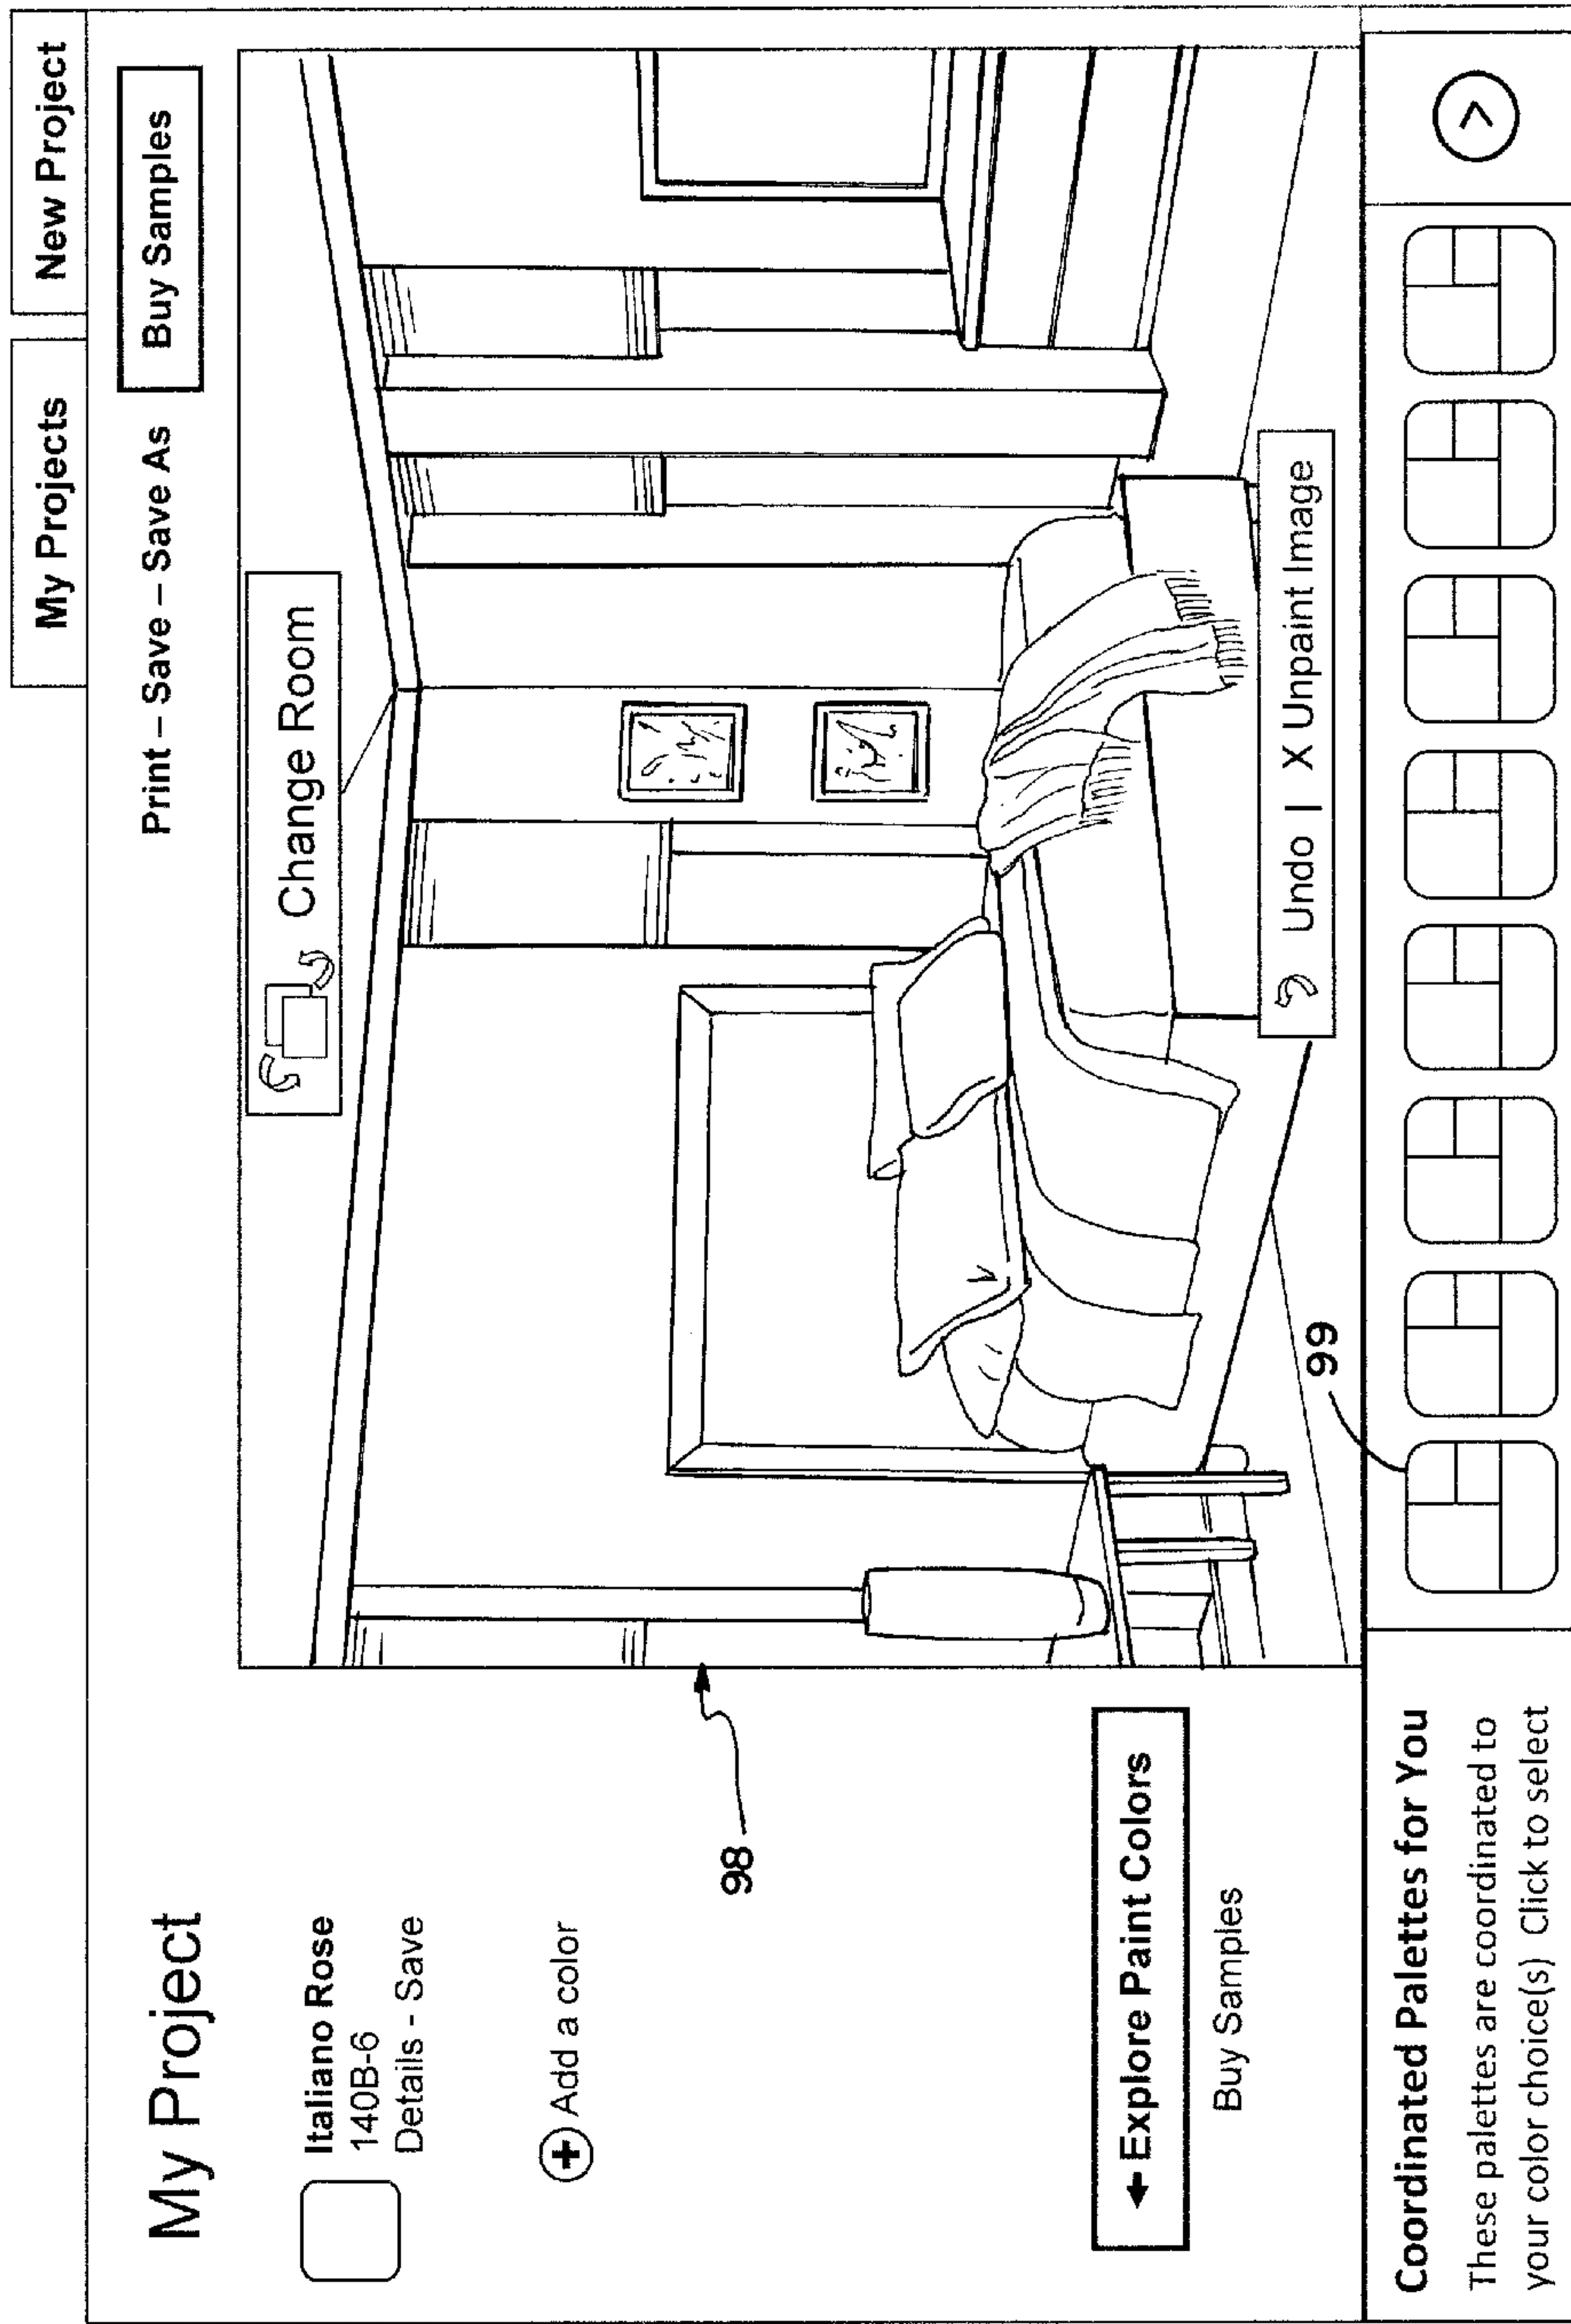 My Projects
New Project
My Project
Print – Save – Save As
Buy Samples
Italiano Rose
140B-6
Details - Save
Add a color
98
Change Room
Undo | X Unpaint Image
Explore Paint Colors
Buy Samples
99
Coordinated Palettes for You
These palettes are coordinated to
your color choice(s) Click to select